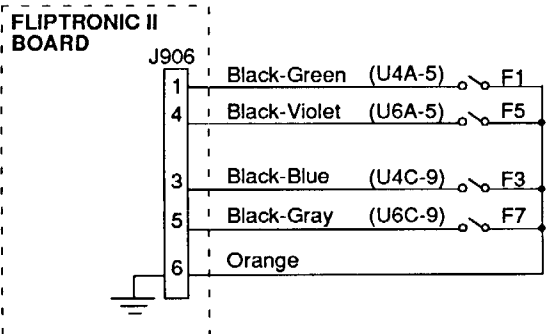 FLIPTRONIC II
BOARD
J906
1 Black-Green (U4A-5) F1
4 Black-Violet (U6A-5) F5
3 Black-Blue (U4C-9) F3
5 Black-Gray (U6C-9) F7
6 Orange